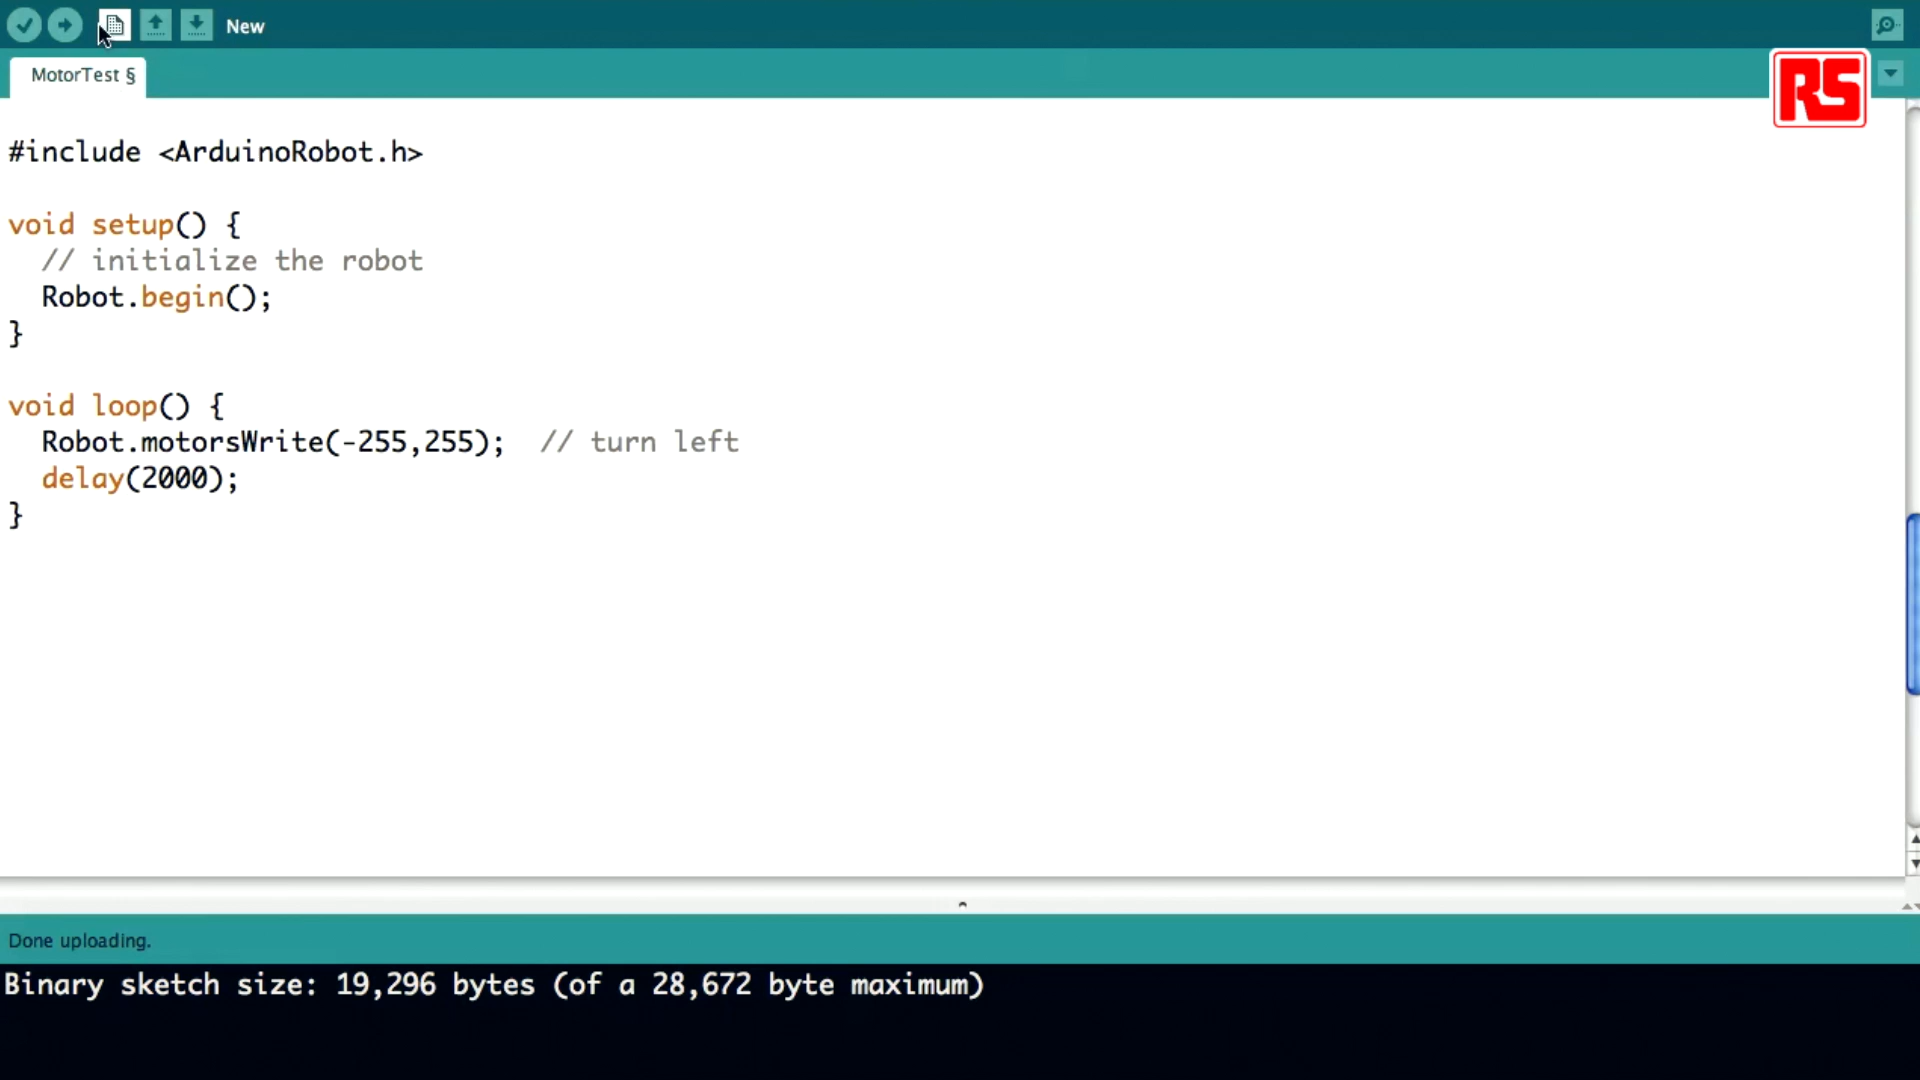 New
MotorTest §
RS
#include <ArduinoRobot.h>
void setup() {
// initialize the robot
Robot.begin();
}
void loop() {
Robot.motorsWrite(-255,255); // turn left
delay(2000);
}
Done uploading.
Binary sketch size: 19,296 bytes (of a 28,672 byte maximum)